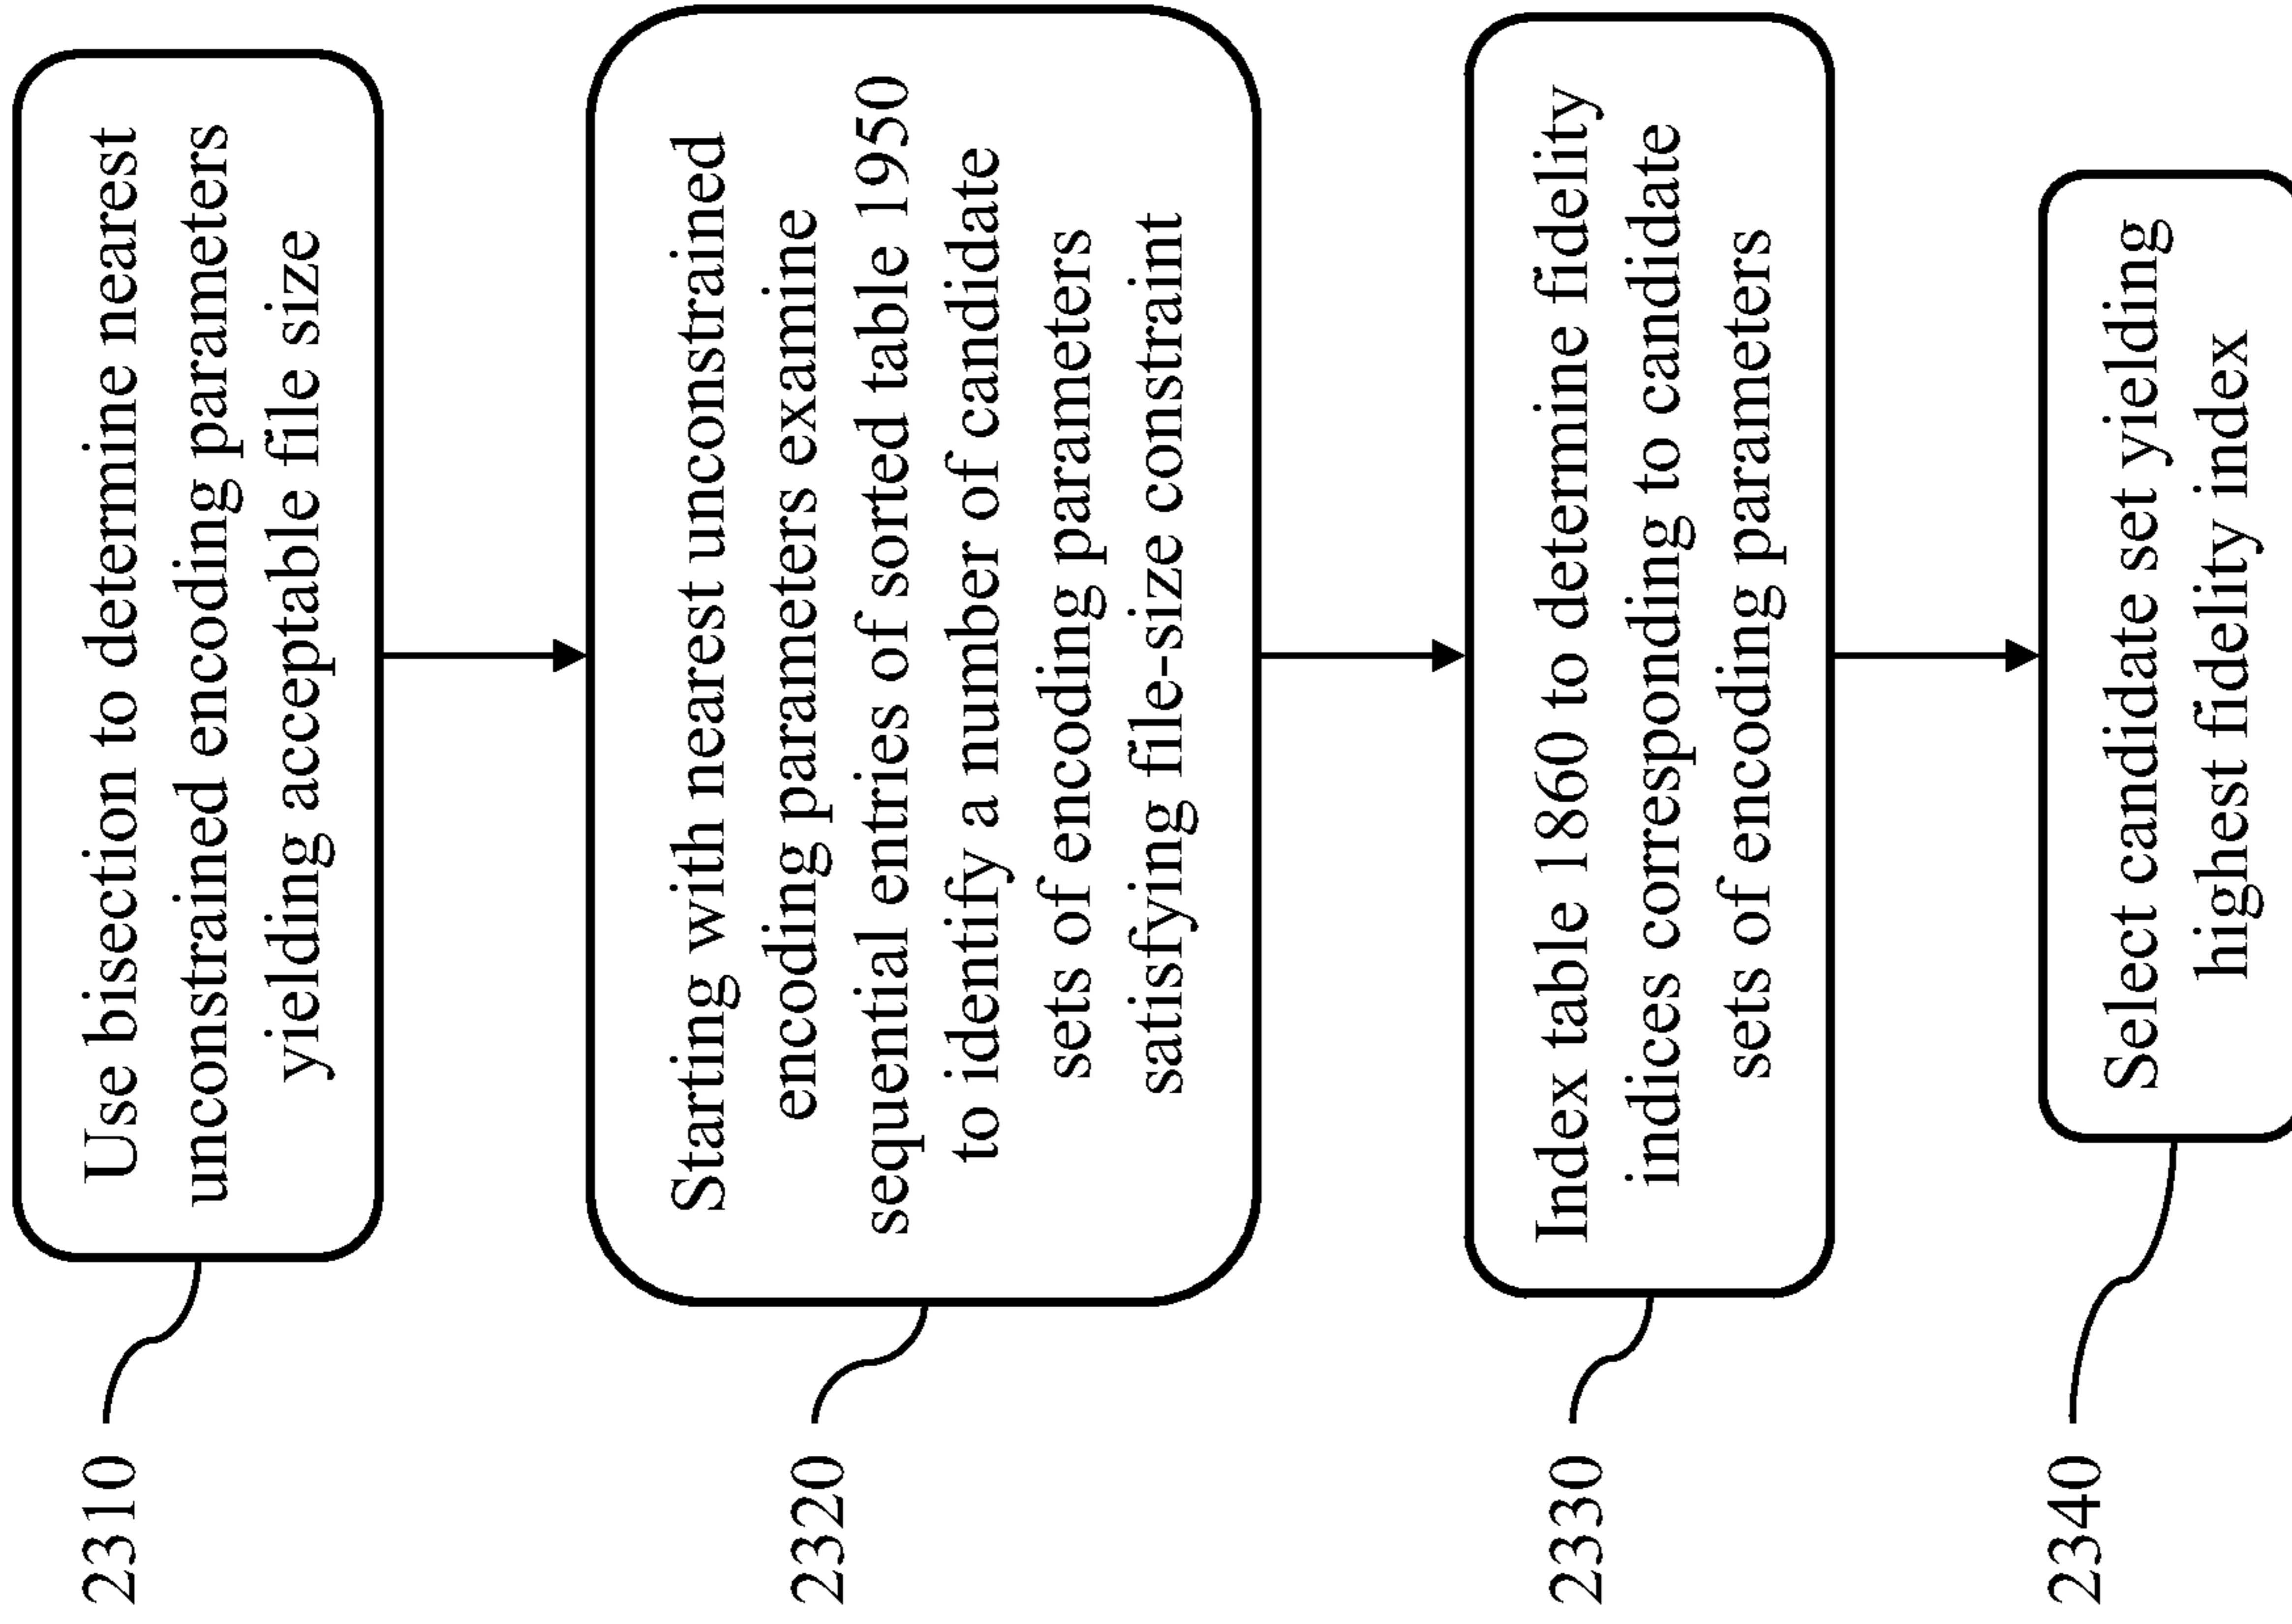 2310
Use bisection to determine nearest
unconstrained encoding parameters
yielding acceptable file size
2320
Starting with nearest unconstrained
encoding parameters examine
sequential entries of sorted table 1950
to identify a number of candidate
sets of encoding parameters
satisfying file-size constraint
2330
Index table 1860 to determine fidelity
indices corresponding to candidate
sets of encoding parameters
2340
Select candidate set yielding
highest fidelity index